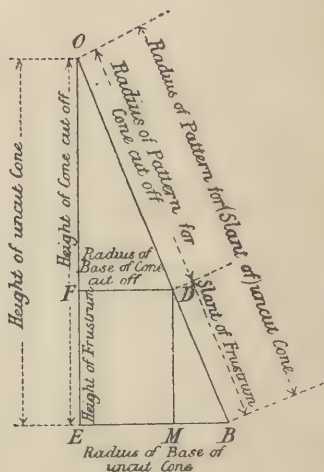 O
Height of uncut Cone
Height of Cone cut off
Radius of Pattern for
Cone cut off
Radius of Pattern for (Slant of) uncut Cone
Radius of
Base of Cone
cut off
F
D
Height of Frustrum
Slant of Frustum
E
M
B
Radius of Base of
uncut Cone